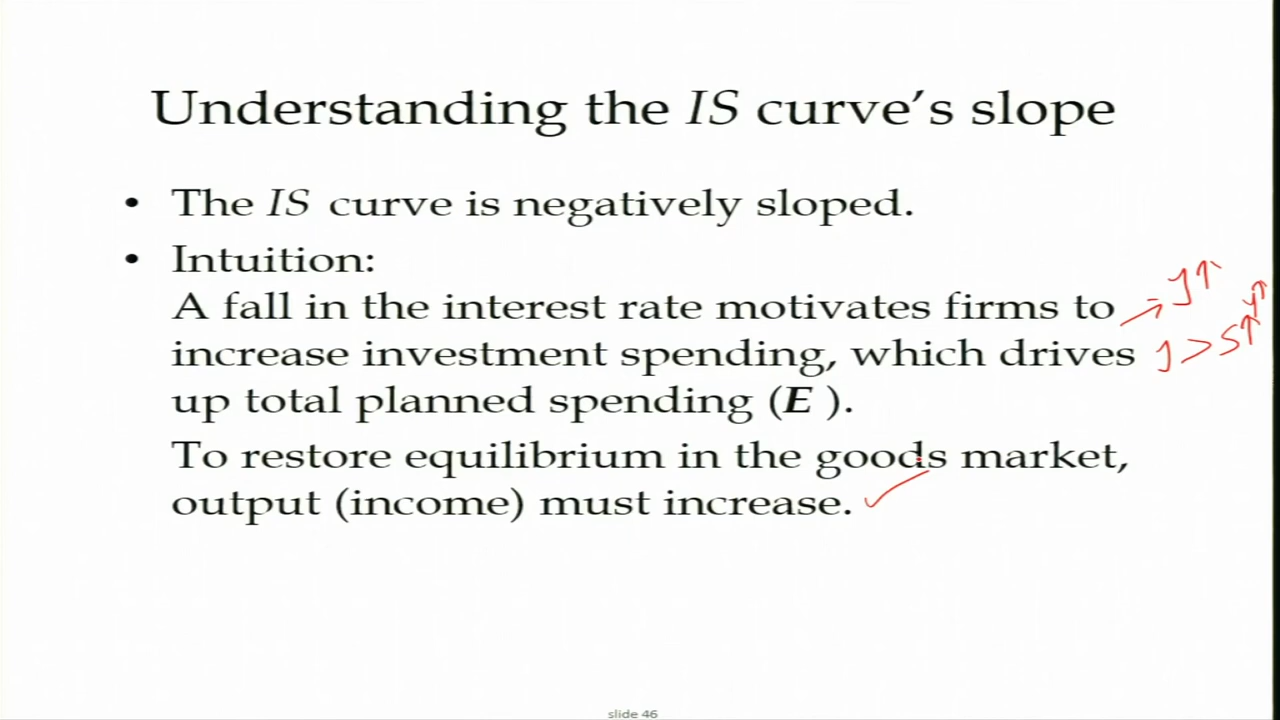 Understanding the IS curve’s slope
• The IS curve is negatively sloped.
• Intuition:
A fall in the interest rate motivates firms to
increase investment spending, which drives
up total planned spending (E ).
To restore equilibrium in the goods market,
output (income) must increase.
I↑
I > S↑ Y↑
slide 46